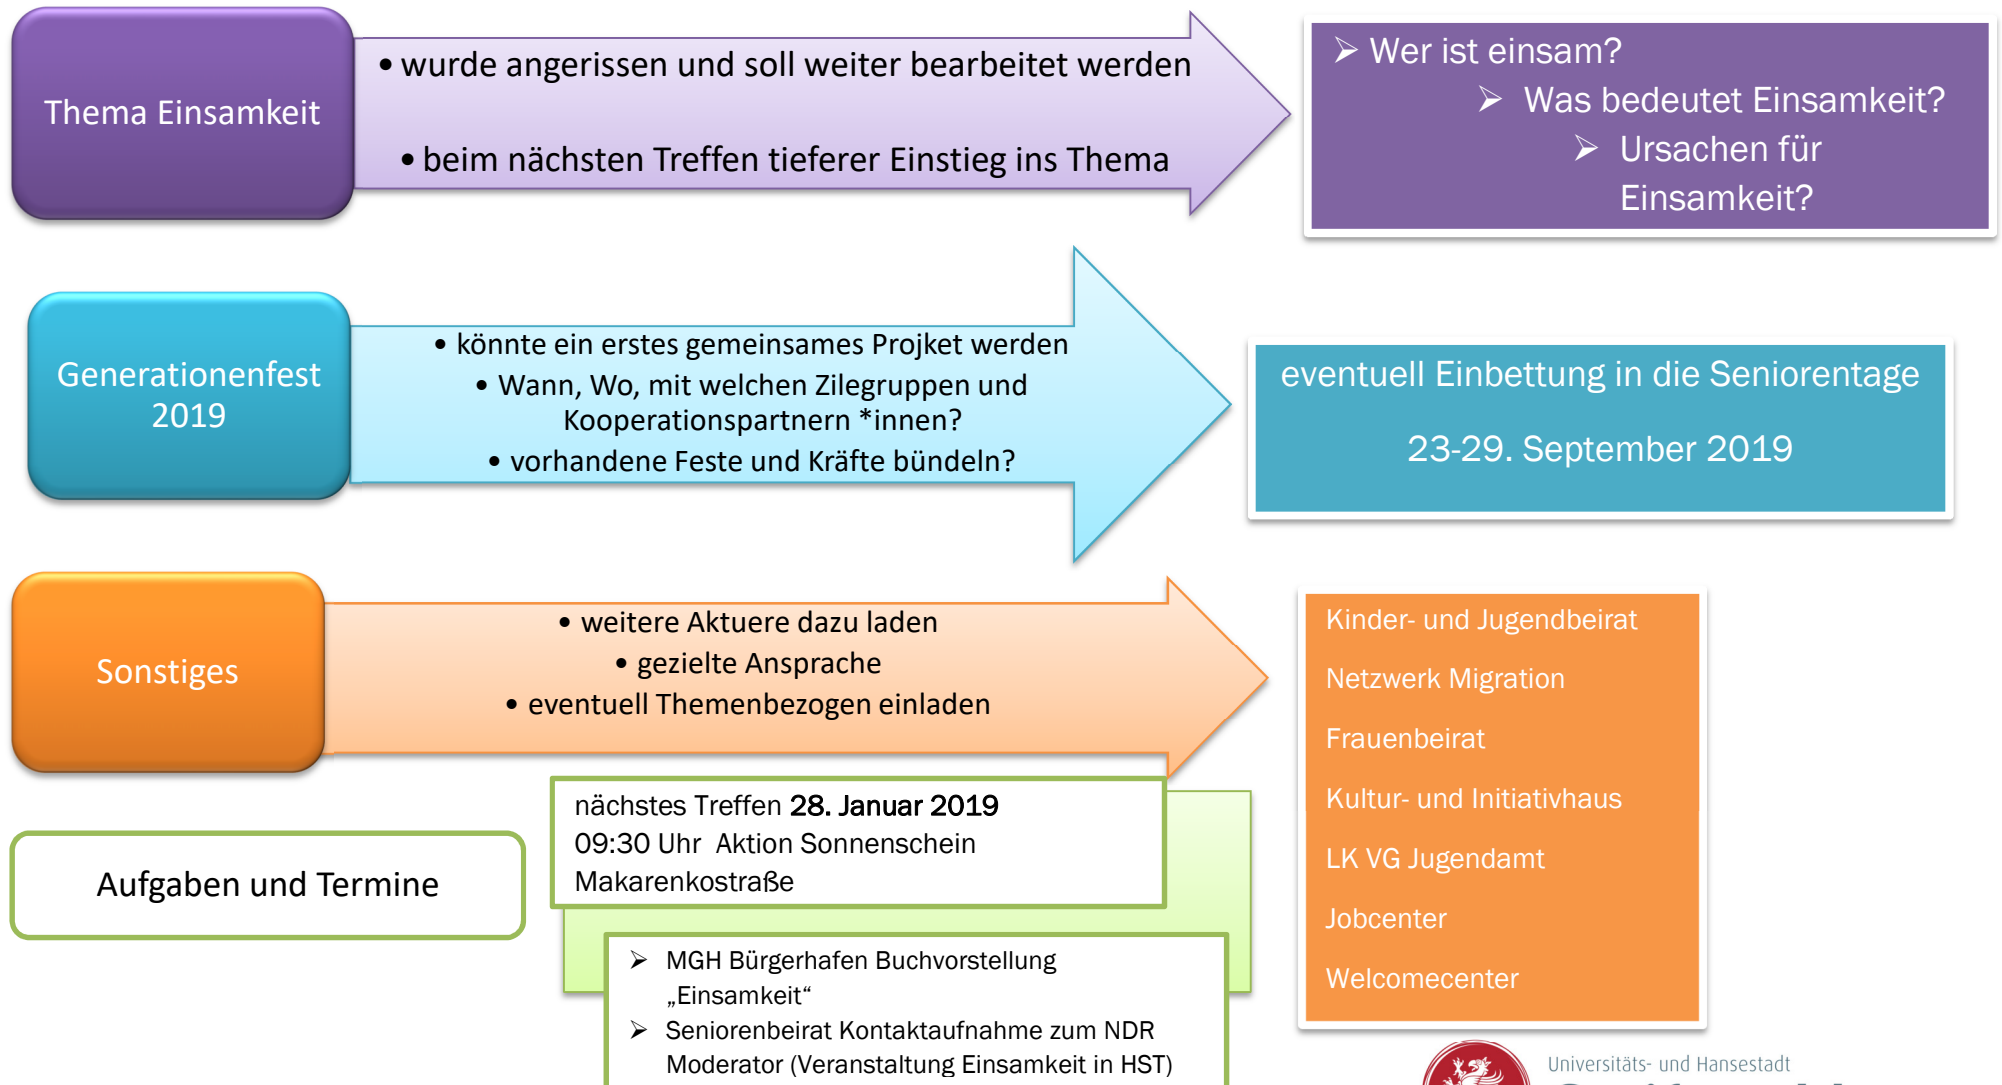 Thema Einsamkeit
• wurde angerissen und soll weiter bearbeitet werden
• beim nächsten Treffen tieferer Einstieg ins Thema
➢ Wer ist einsam?
➢ Was bedeutet Einsamkeit?
➢ Ursachen für
Einsamkeit?
Generationenfest
2019
• könnte ein erstes gemeinsames Projket werden
• Wann, Wo, mit welchen Zilegruppen und
Kooperationspartnern *innen?
• vorhandene Feste und Kräfte bündeln?
eventuell Einbettung in die Seniorentage
23-29. September 2019
Sonstiges
• weitere Aktuere dazu laden
• gezielte Ansprache
• eventuell Themenbezogen einladen
Kinder- und Jugendbeirat
Netzwerk Migration
Frauenbeirat
Kultur- und Initiativhaus
LK VG Jugendamt
Jobcenter
Welcomecenter
Aufgaben und Termine
nächstes Treffen 28. Januar 2019
09:30 Uhr Aktion Sonnenschein
Makarenkostraße
➢ MGH Bürgerhafen Buchvorstellung
„Einsamkeit“
➢ Seniorenbeirat Kontaktaufnahme zum NDR
Moderator (Veranstaltung Einsamkeit in HST)
Universitäts- und Hansestadt